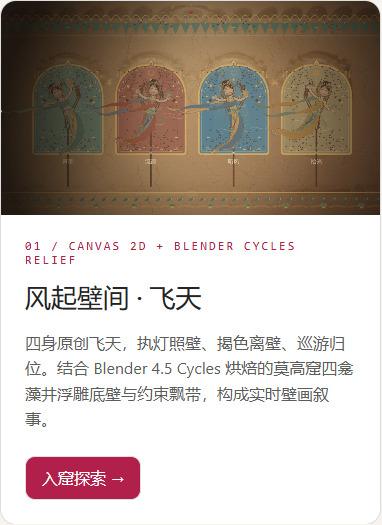 01 / CANVAS 2D + BLENDER CYCLES
RELIEF
风起壁间 · 飞天
四身原创飞天，执灯照壁、揭色离壁、巡游归
位。结合 Blender 4.5 Cycles 烘焙的莫高窟四龛
藻井浮雕底壁与约束飘带，构成实时壁画叙
事。
入窟探索 →